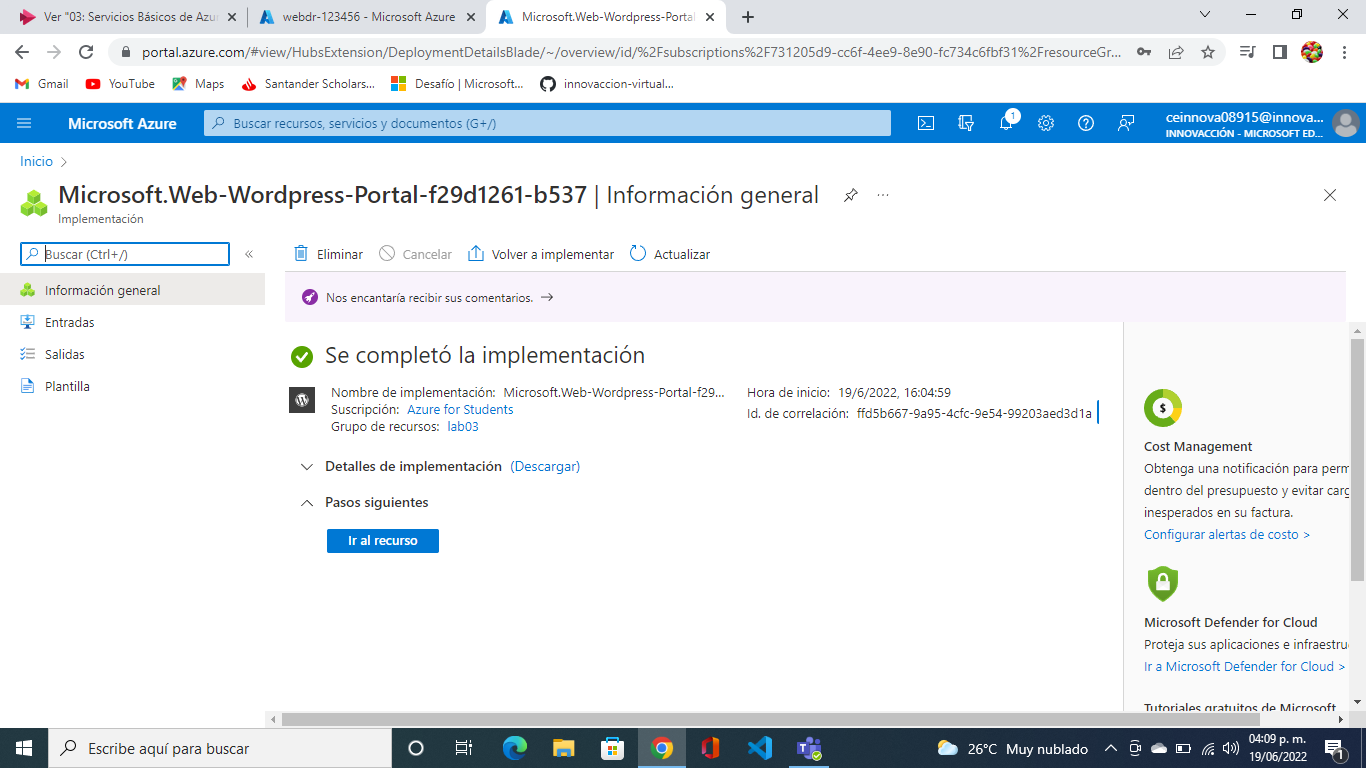 Ver "03: Servicios Básicos de Azur
webdr-123456 - Microsoft Azure
Microsoft.Web-Wordpress-Portal
portal.azure.com/#view/HubsExtension/DeploymentDetailsBlade/~/overview/id/%2Fsubscriptions%2F731205d9-cc6f-4ee9-8e90-fc734c6fbf31%2FresourceGr...
Gmail
YouTube
Maps
Santander Scholars...
Desafío | Microsoft...
innovaccion-virtual...
Microsoft Azure
Buscar recursos, servicios y documentos (G+/)
1
ceinnova08915@innova...
INNOVACCIÓN - MICROSOFT ED...
Inicio
Microsoft.Web-Wordpress-Portal-f29d1261-b537 | Información general
Implementación
Buscar (Ctrl+/)
Eliminar
Cancelar
Volver a implementar
Actualizar
Información general
Entradas
Salidas
Plantilla
Nos encantaría recibir sus comentarios.
Se completó la implementación
Nombre de implementación: Microsoft.Web-Wordpress-Portal-f29...
Suscripción: Azure for Students
Grupo de recursos: lab03
Hora de inicio: 19/6/2022, 16:04:59
Id. de correlación: ffd5b667-9a95-4cfc-9e54-99203aed3d1a
Detalles de implementación (Descargar)
Pasos siguientes
Ir al recurso
Cost Management
Obtenga una notificación para perm
dentro del presupuesto y evitar carg
inesperados en su factura.
Configurar alertas de costo >
Microsoft Defender for Cloud
Proteja sus aplicaciones e infraestru
Ir a Microsoft Defender for Cloud >
Tutoriales gratuitos de Microsoft
Escribe aquí para buscar
26°C Muy nublado
04:09 p. m.
19/06/2022
1